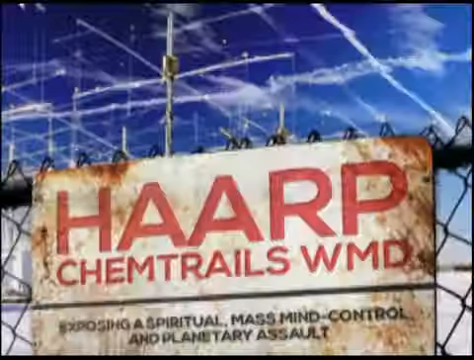 HAARP
CHEMTRAILS WMD
EXPOSING A SPIRITUAL, MASS MIND-CONTROL,
AND PLANETARY ASSAULT